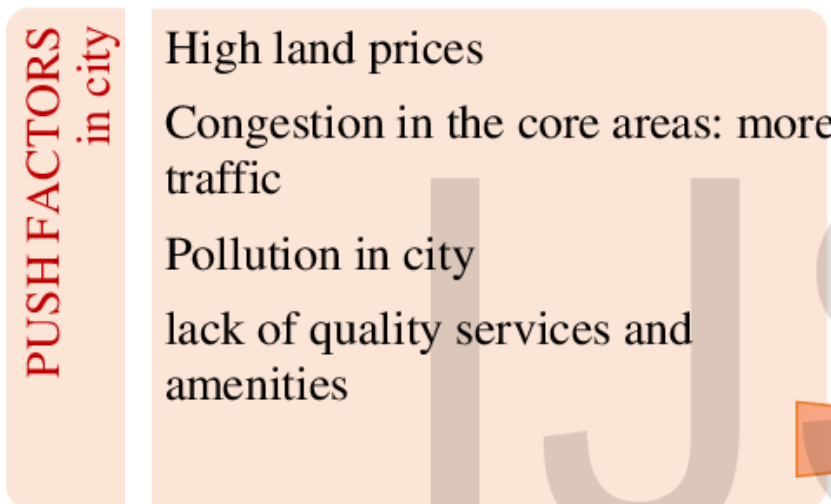 PUSH FACTORS
in city
High land prices
Congestion in the core areas: more
traffic
Pollution in city
lack of quality services and
amenities
IJS